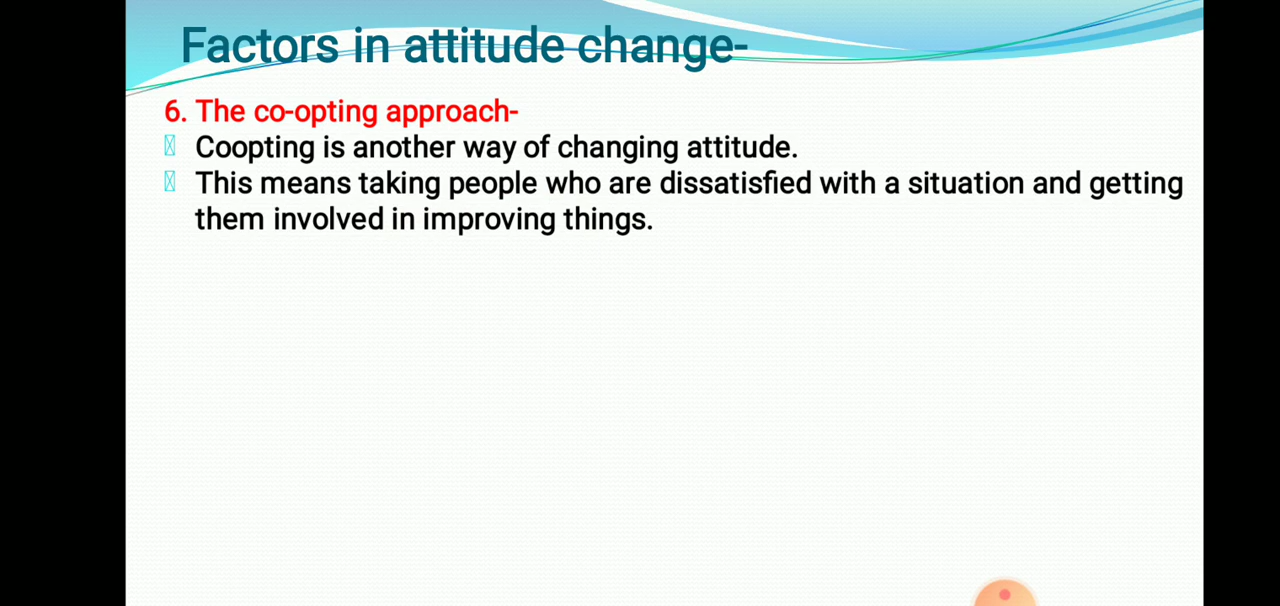 Factors in attitude change-
6. The co-opting approach-
Coopting is another way of changing attitude.
This means taking people who are dissatisfied with a situation and getting
them involved in improving things.